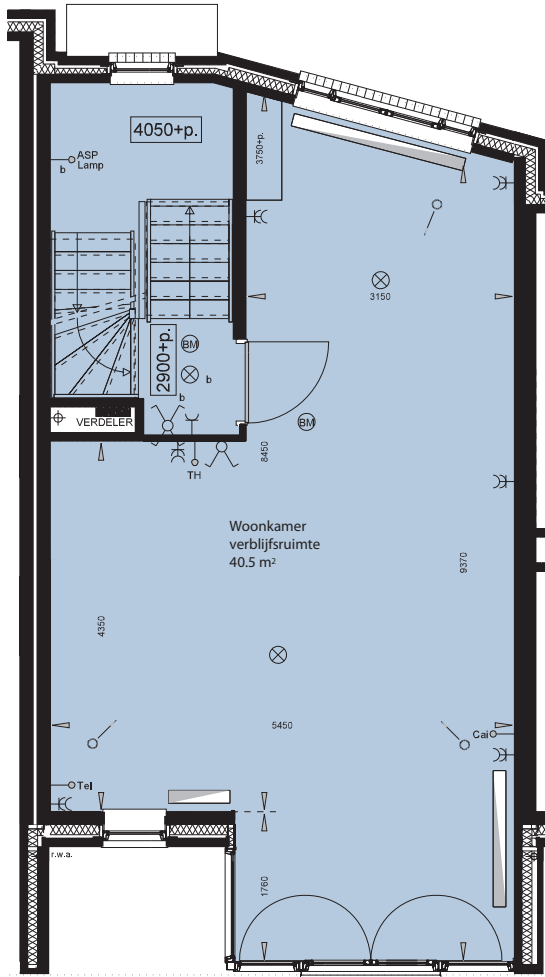 4050+p.
3750+p.
ASP
Lamp
b
3150
2900+p.
BM
b
b
BM
VERDELER
TH
8450
Woonkamer
verblijfsruimte
40.5 m²
9370
4350
5450
Cai
Tel
r.w.a.
1760